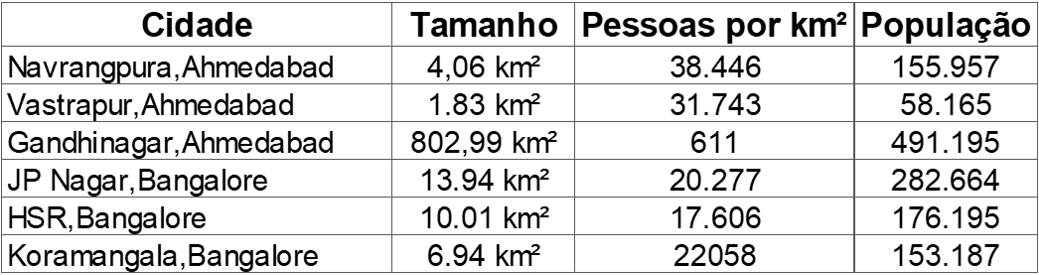 Cidade Tamanho Pessoas por km² População
Navrangpura,Ahmedabad 4,06 km² 38.446 155.957
Vastrapur,Ahmedabad 1.83 km² 31.743 58.165
Gandhinagar,Ahmedabad 802,99 km² 611 491.195
JP Nagar,Bangalore 13.94 km² 20.277 282.664
HSR,Bangalore 10.01 km² 17.606 176.195
Koramangala,Bangalore 6.94 km² 22058 153.187